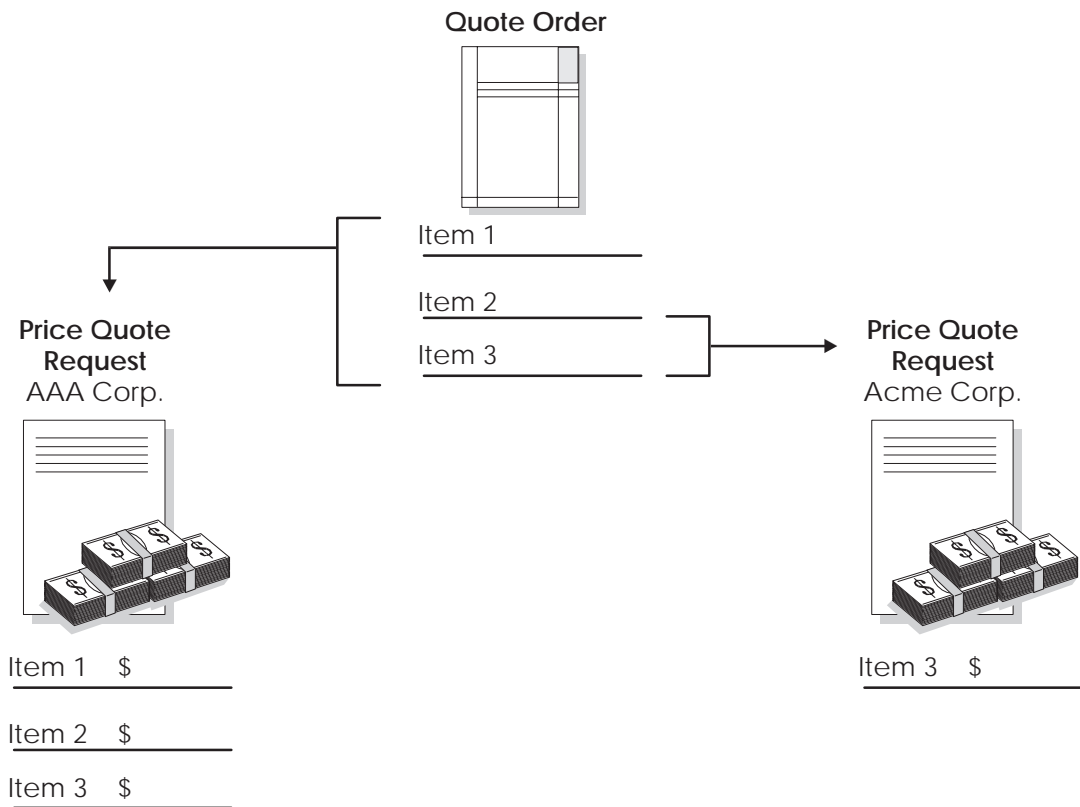 Quote Order
Item 1
Item 2
Item 3
Price Quote
Request
AAA Corp.
Item 1 $
Item 2 $
Item 3 $
Price Quote
Request
Acme Corp.
Item 3 $